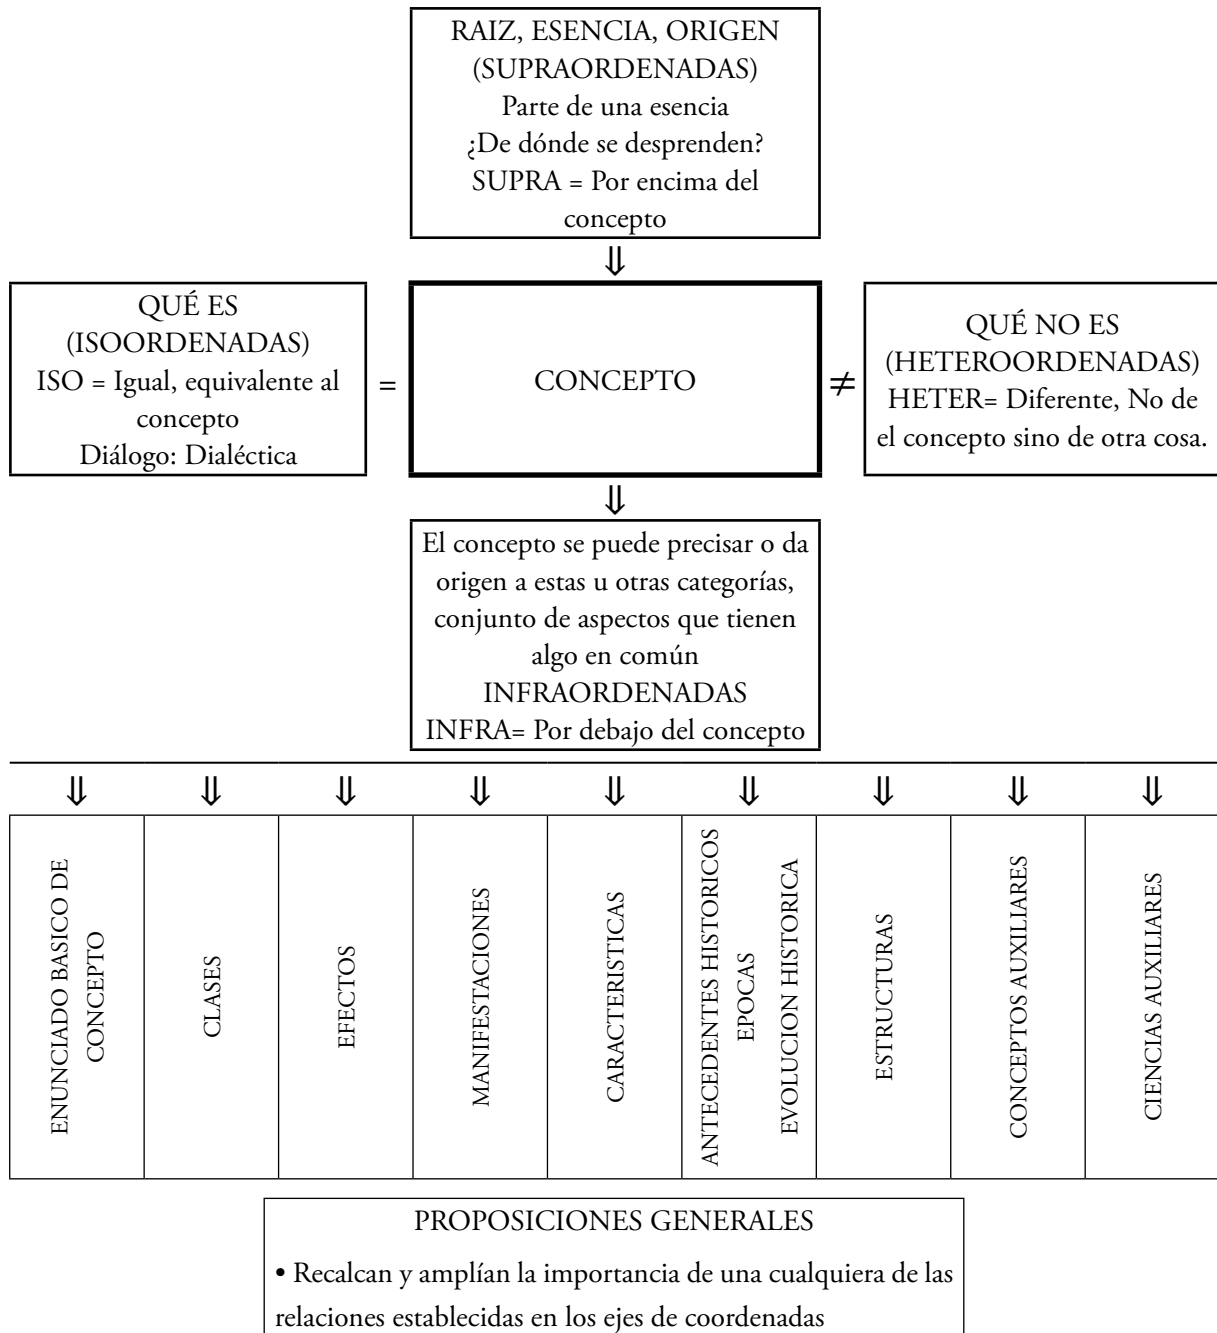 RAIZ, ESENCIA, ORIGEN
(SUPRAORDENADAS)
Parte de una esencia
¿De dónde se desprenden?
SUPRA = Por encima del
concepto
⇓
QUÉ ES
(ISOORDENADAS)
ISO = Igual, equivalente al
concepto
Diálogo: Dialéctica
=
CONCEPTO
≠
QUÉ NO ES
(HETEROORDENADAS)
HETER= Diferente, No de
el concepto sino de otra cosa.
⇓
El concepto se puede precisar o da
origen a estas u otras categorías,
conjunto de aspectos que tienen
algo en común
INFRAORDENADAS
INFRA= Por debajo del concepto
⇓ ⇓ ⇓ ⇓ ⇓ ⇓ ⇓ ⇓ ⇓
ENUNCIADO BASICO DE
CONCEPTO
CLASES
EFECTOS
MANIFESTACIONES
CARACTERISTICAS
ANTECEDENTES HISTORICOS
EPOCAS
EVOLUCION HISTORICA
ESTRUCTURAS
CONCEPTOS AUXILIARES
CIENCIAS AUXILIARES
PROPOSICIONES GENERALES
• Recalcan y amplían la importancia de una cualquiera de las
relaciones establecidas en los ejes de coordenadas